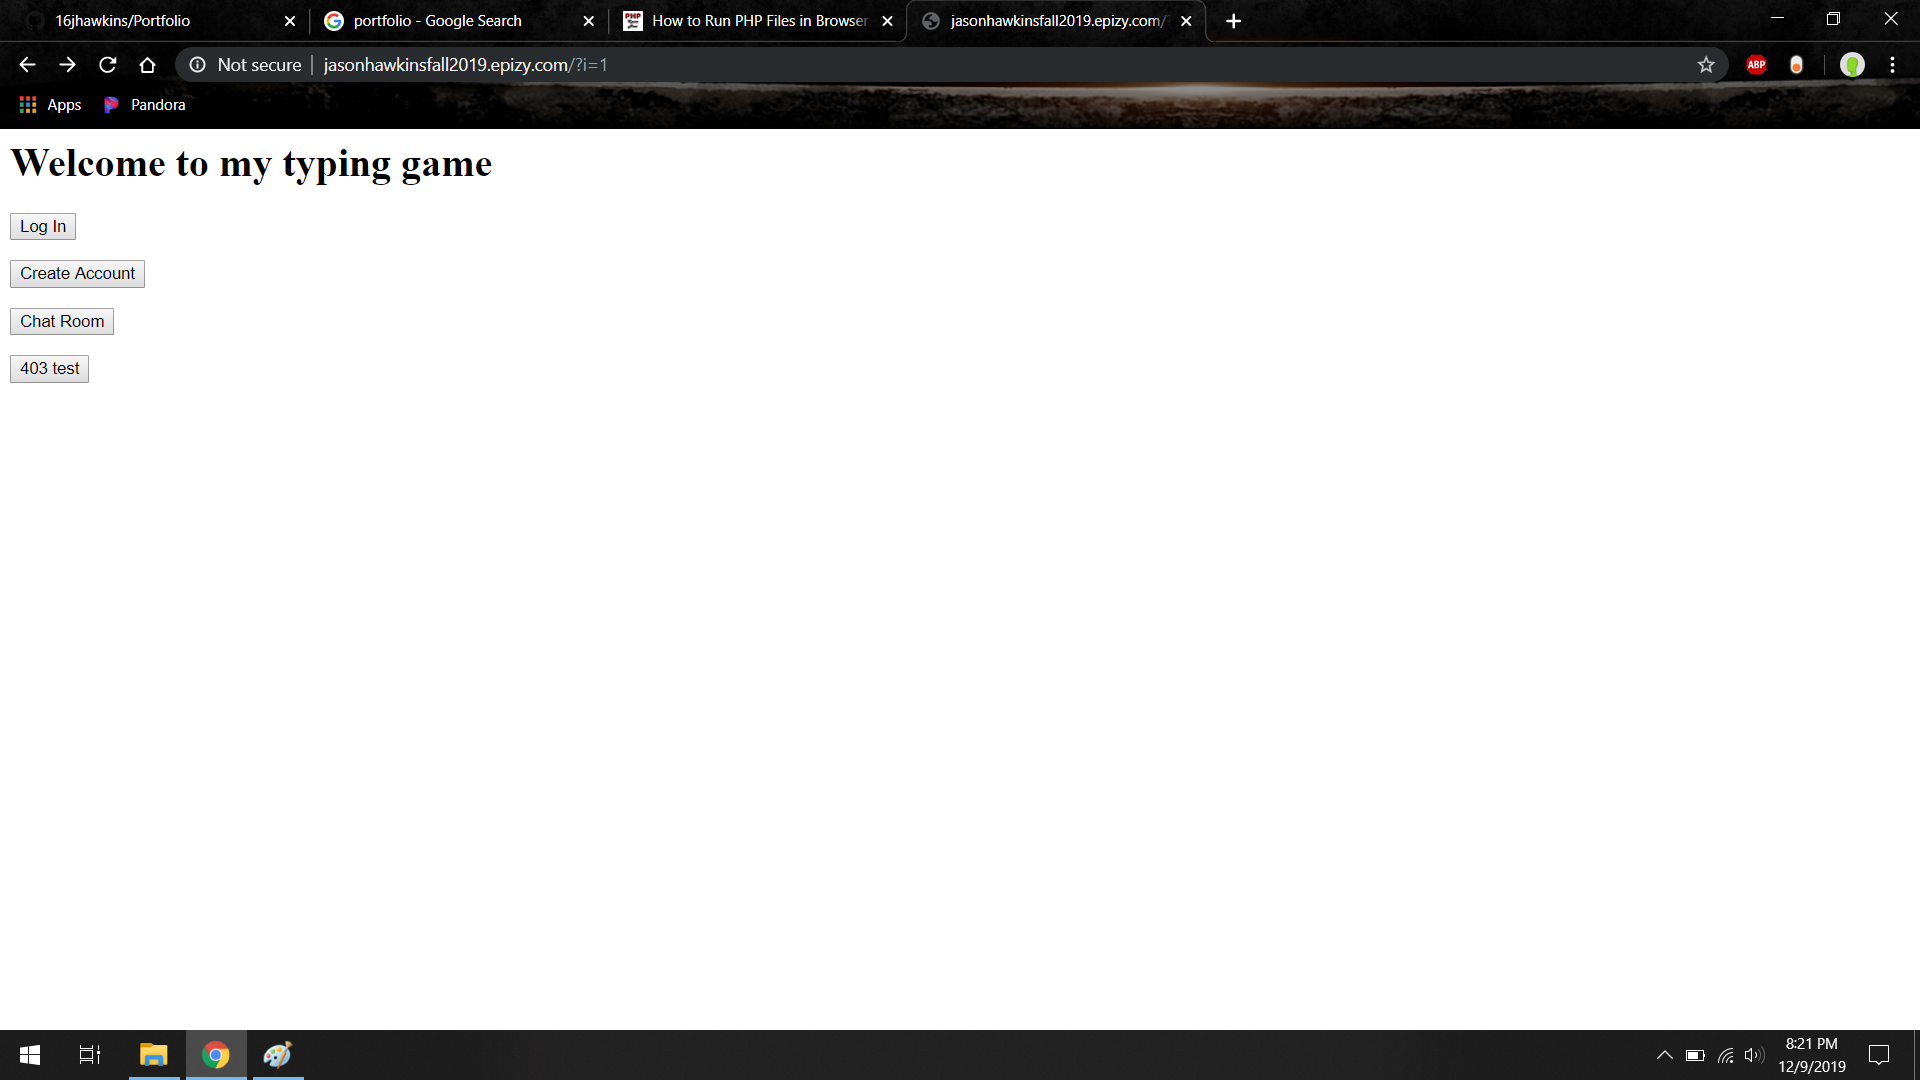 16jhawkins/Portfolio
portfolio - Google Search
PHP
How to Run PHP Files in Browser
jasonhawkinsfall2019.epizy.com/
Not secure
jasonhawkinsfall2019.epizy.com/?i=1
ABP
Apps
Pandora
Welcome to my typing game
Log In
Create Account
Chat Room
403 test
8:21 PM
12/9/2019